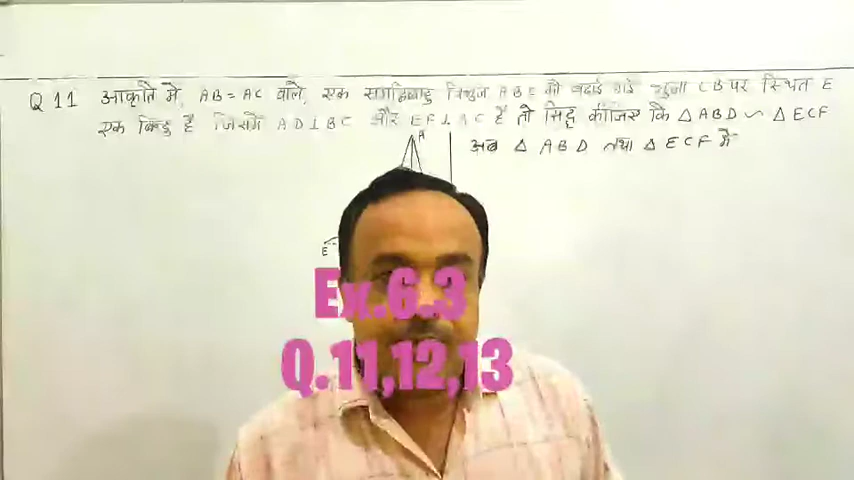 Q 11 आकृति में, AB = AC वाले, एक समद्विबाहु त्रिभुज ABC की बढ़ाई गई भुजा CB पर स्थित E
एक बिन्दु है जिसमें AD ⊥ BC और EF ⊥ AC है तो सिद्ध कीजिए कि △ABD ∽ △ECF
अब △ ABD तथा △ ECF में
A
E
Ex.6.3
Q.11,12,13